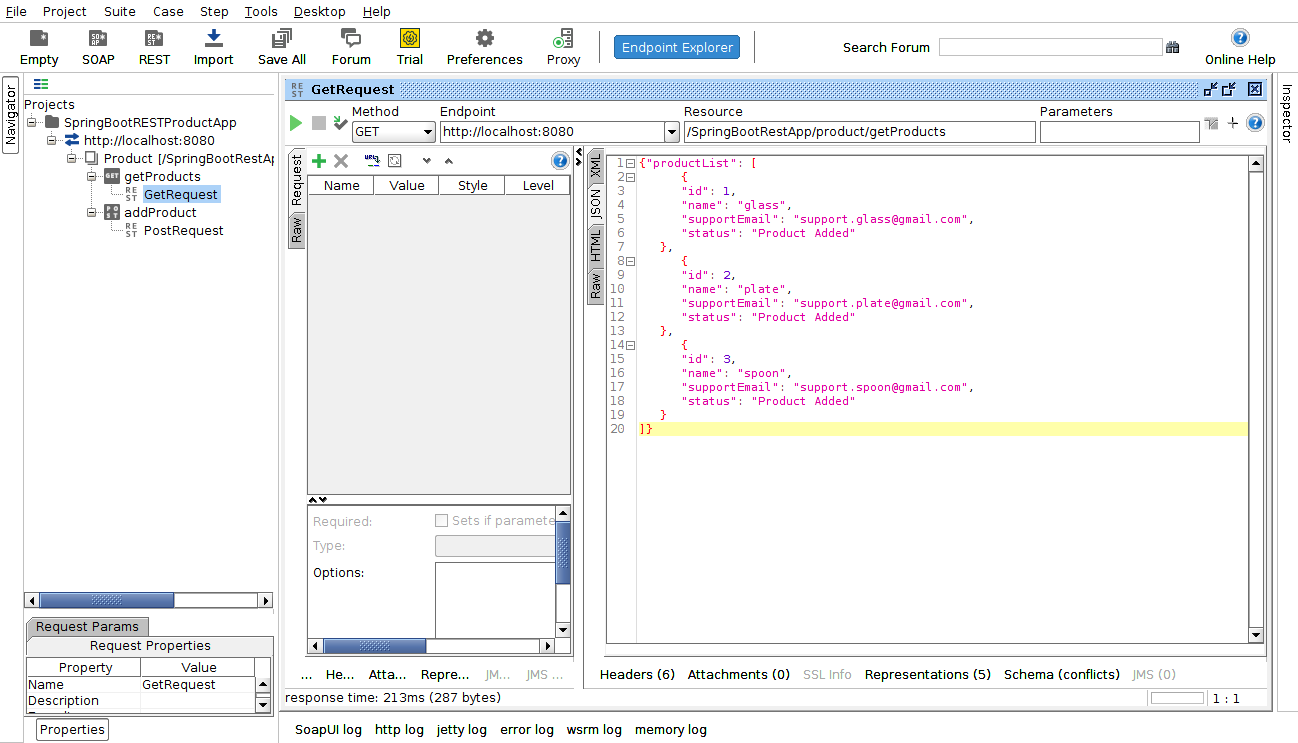 File Project Suite Case Step Tools Desktop Help
Empty SOAP REST Import Save All Forum Trial Preferences Proxy Endpoint Explorer Search Forum Online Help
Navigator
Projects
SpringBootRESTProductApp
http://localhost:8080
Product [/SpringBootRestAp
getProducts
GetRequest
addProduct
PostRequest
Request Params
Request Properties
Property Value
Name GetRequest
Description
Properties
GetRequest
Method Endpoint Resource Parameters
GET http://localhost:8080 /SpringBootRestApp/product/getProducts
Request
Raw
Name Value Style Level
Required: Sets if paramete
Type:
Options:
... He... Atta... Repre... JM... JMS ...
XML
JSON
HTML
Raw
1 {"productList": [
2 {
3 "id": 1,
4 "name": "glass",
5 "supportEmail": "support.glass@gmail.com",
6 "status": "Product Added"
7 },
8 {
9 "id": 2,
10 "name": "plate",
11 "supportEmail": "support.plate@gmail.com",
12 "status": "Product Added"
13 },
14 {
15 "id": 3,
16 "name": "spoon",
17 "supportEmail": "support.spoon@gmail.com",
18 "status": "Product Added"
19 }
20 ]}
Headers (6) Attachments (0) SSL Info Representations (5) Schema (conflicts) JMS (0)
response time: 213ms (287 bytes)
1 : 1
SoapUI log http log jetty log error log wsrm log memory log
Inspector